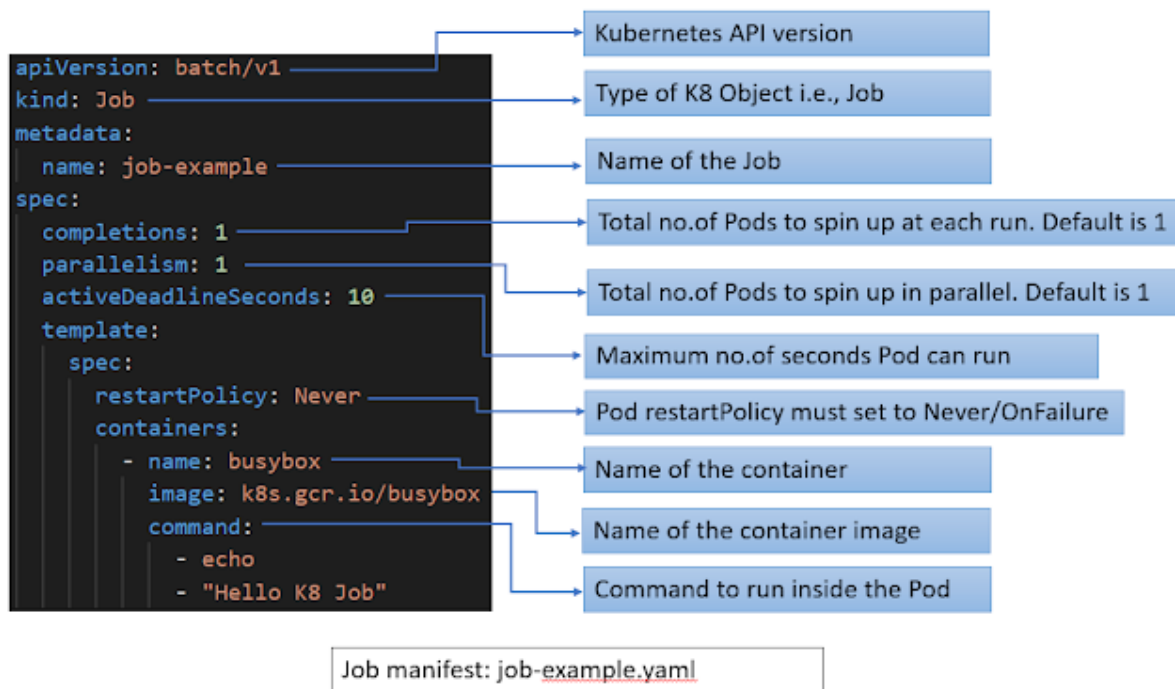 apiVersion: batch/v1
kind: Job
metadata:
name: job-example
spec:
completions: 1
parallelism: 1
activeDeadlineSeconds: 10
template:
spec:
restartPolicy: Never
containers:
- name: busybox
image: k8s.gcr.io/busybox
command:
- echo
- "Hello K8 Job"
Kubernetes API version
Type of K8 Object i.e., Job
Name of the Job
Total no.of Pods to spin up at each run. Default is 1
Total no.of Pods to spin up in parallel. Default is 1
Maximum no.of seconds Pod can run
Pod restartPolicy must set to Never/OnFailure
Name of the container
Name of the container image
Command to run inside the Pod
Job manifest: job-example.yaml